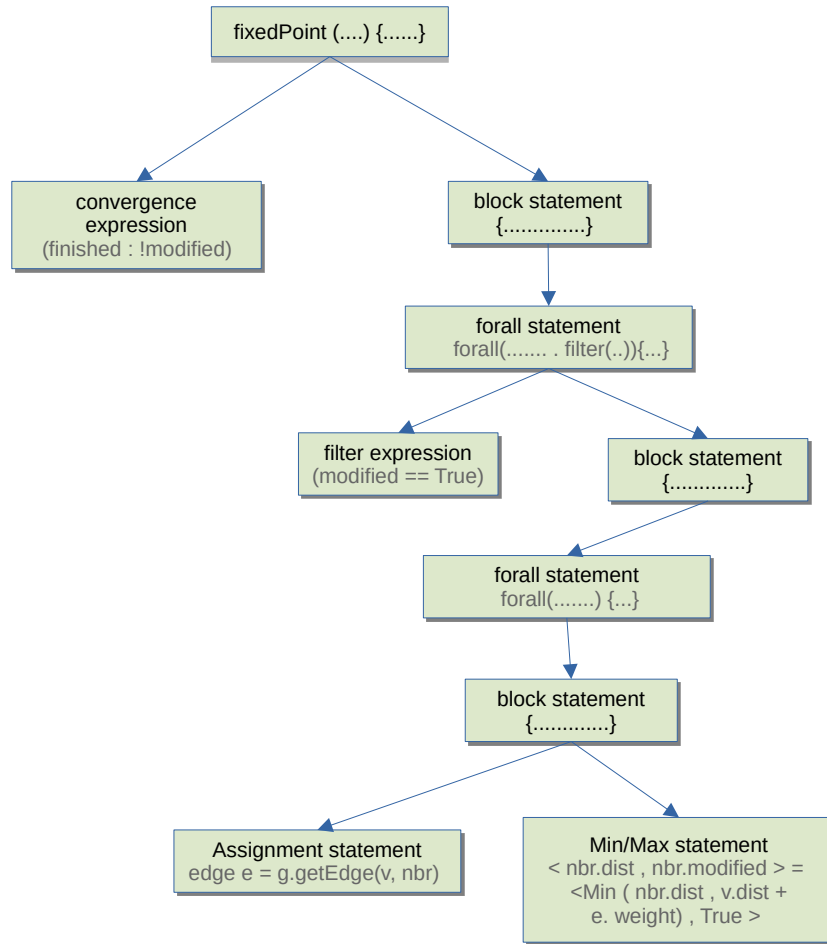 fixedPoint (....) {......}
convergence
expression
(finished : !modified)
block statement
{..............}
forall statement
forall(....... . filter(..)){...}
filter expression
(modified == True)
block statement
{.............}
forall statement
forall(.......) {...}
block statement
{.............}
Assignment statement
edge e = g.getEdge(v, nbr)
Min/Max statement
< nbr.dist , nbr.modified > =
<Min ( nbr.dist , v.dist +
e. weight) , True >